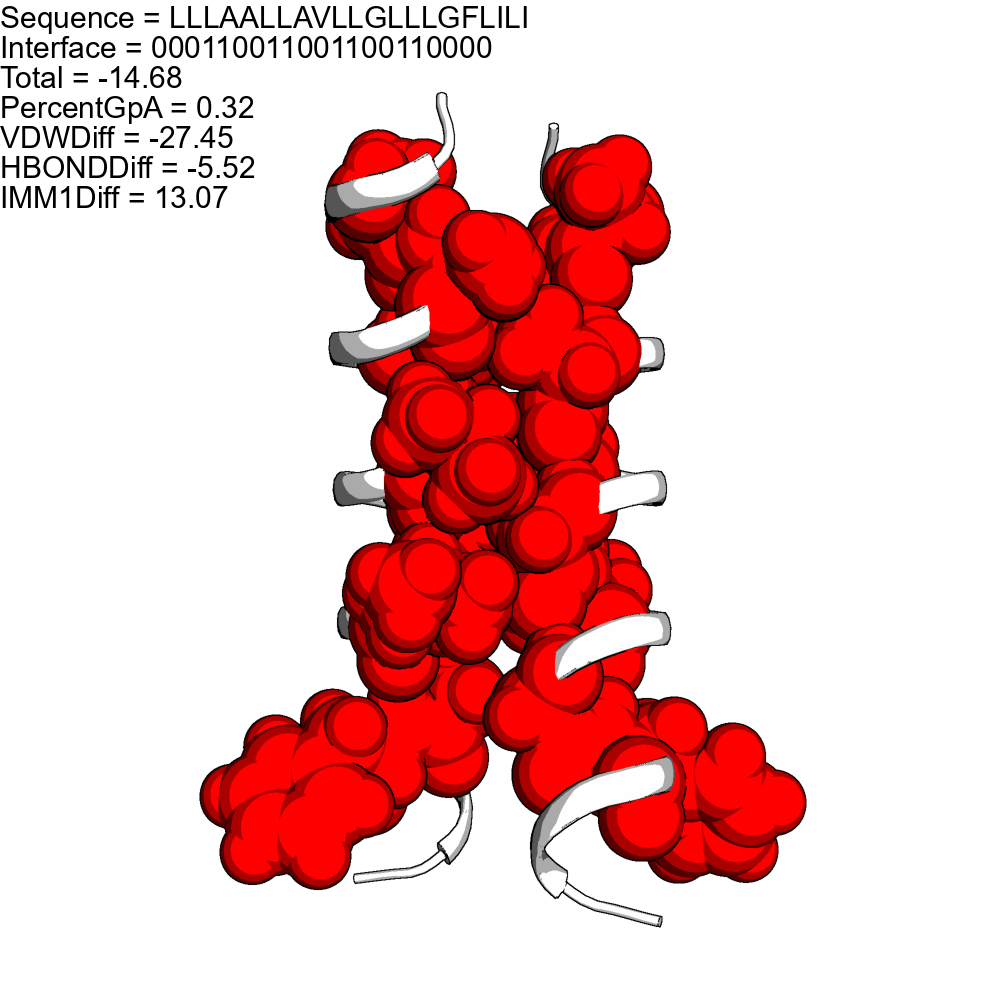 Sequence = LLLAALLAVLLGLLLGFLILI
Interface = 000110011001100110000
Total = -14.68
PercentGpA = 0.32
VDWDiff = -27.45
HBONDDiff = -5.52
IMM1Diff = 13.07